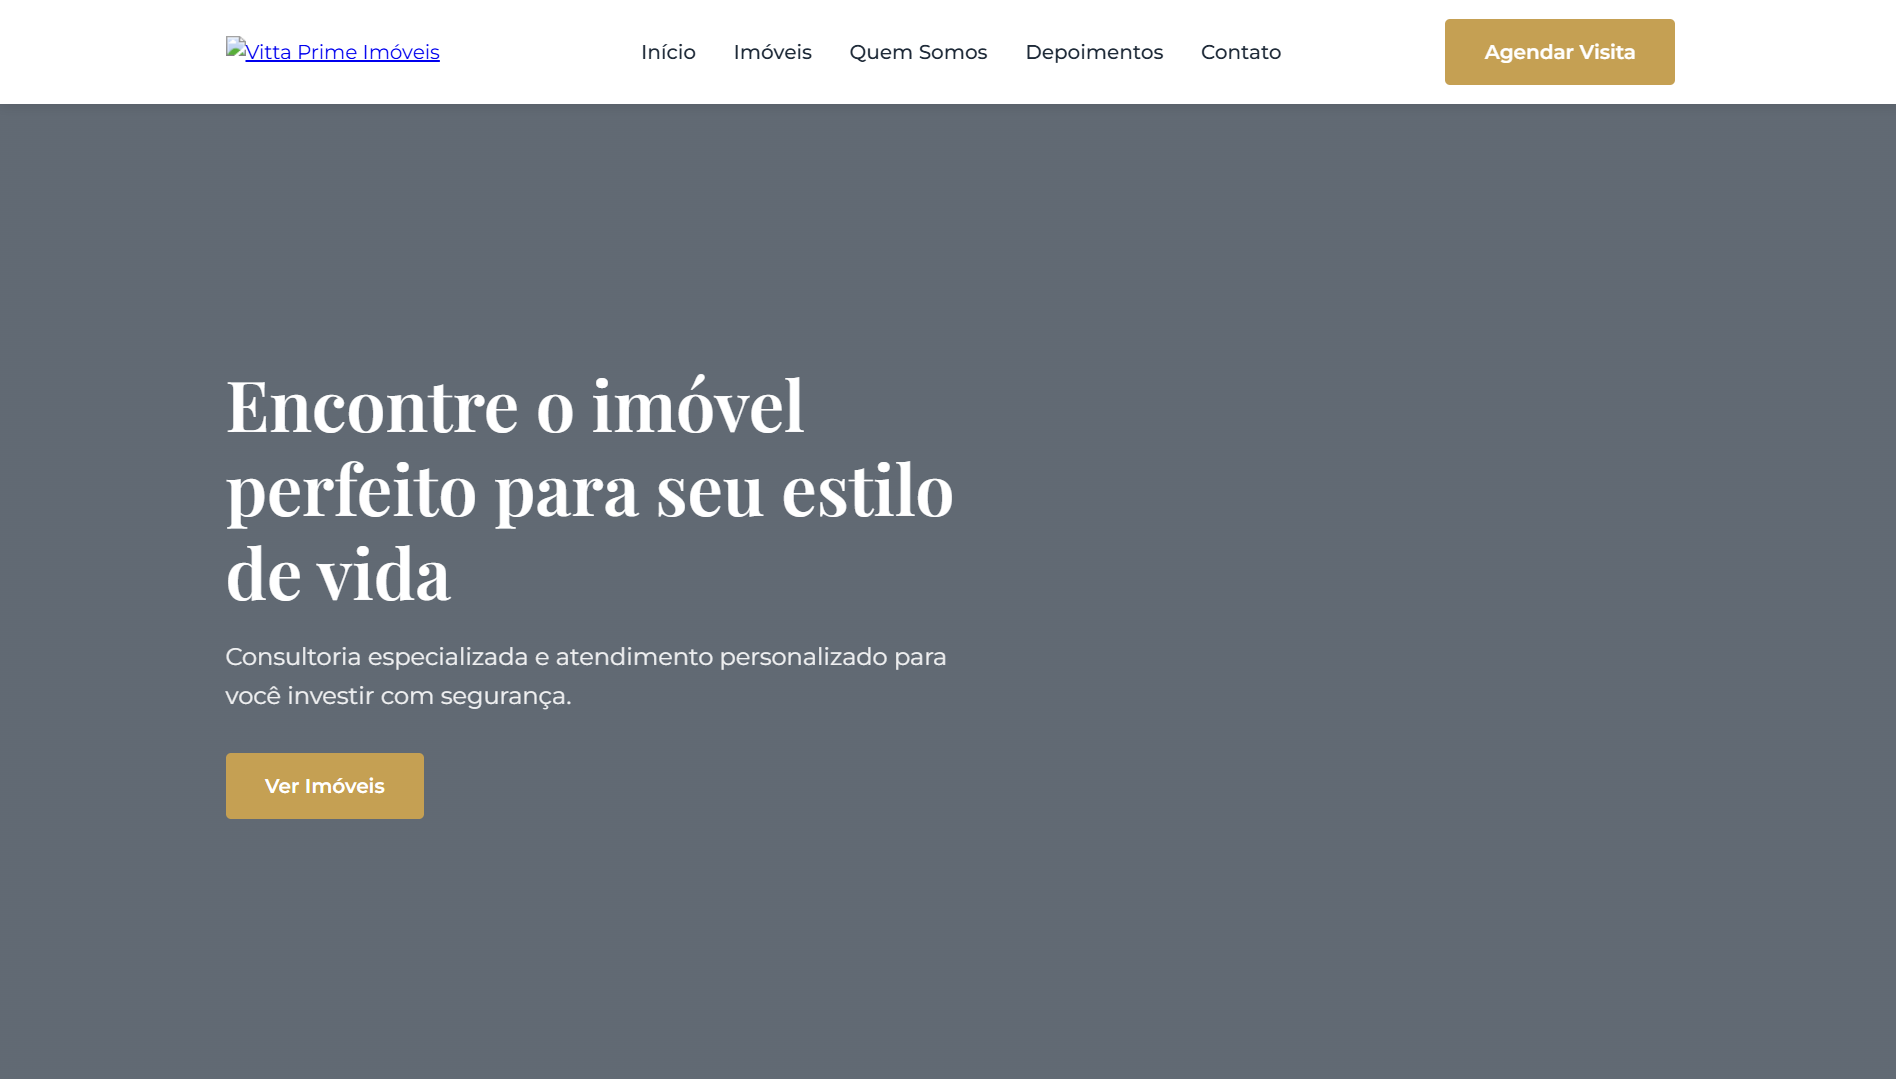 Vitta Prime Imóveis
Início Imóveis Quem Somos Depoimentos Contato
Agendar Visita
Encontre o imóvel
perfeito para seu estilo
de vida
Consultoria especializada e atendimento personalizado para
você investir com segurança.
Ver Imóveis